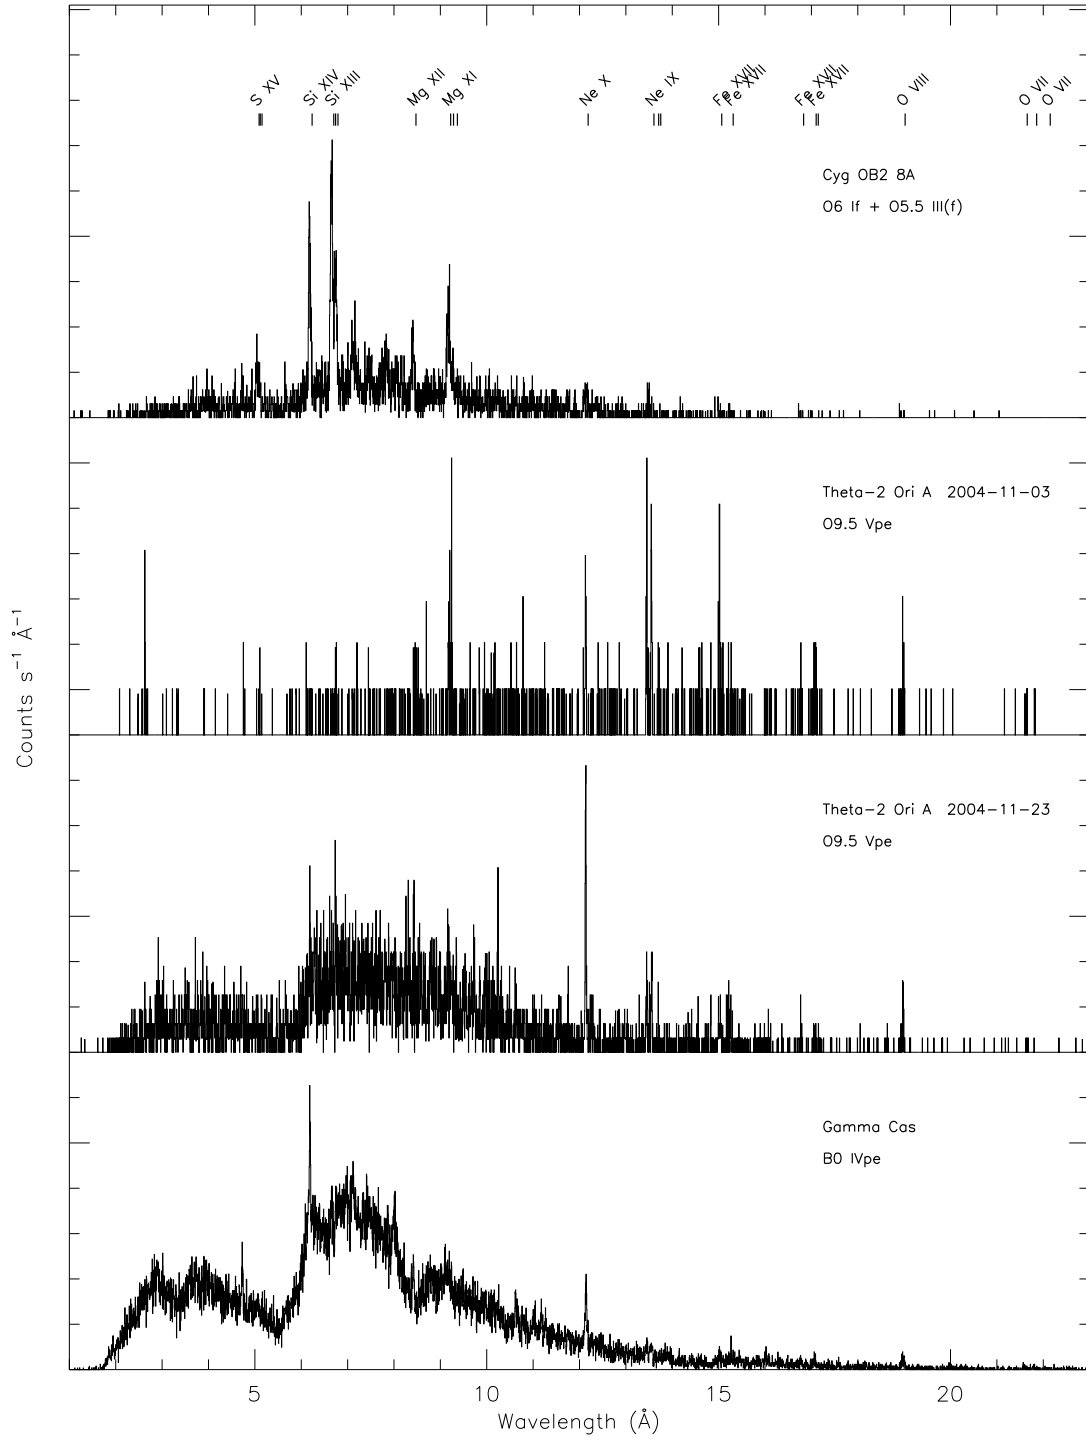 S XV
Si XIV
Si XIII
Mg XII
Mg XI
Ne X
Ne IX
Fe XVII
Fe XVII
Fe XVII
Fe XVII
O VIII
O VII
O VII
Cyg OB2 8A
O6 If + O5.5 III(f)
Theta-2 Ori A 2004-11-03
O9.5 Vpe
Theta-2 Ori A 2004-11-23
O9.5 Vpe
Gamma Cas
B0 IVpe
Counts s⁻¹ Å⁻¹
5 10 15 20
Wavelength (Å)